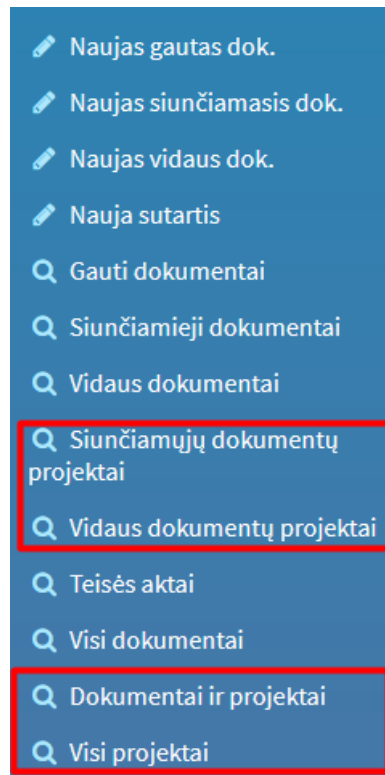 Naujas gautas dok.
Naujas siunčiamasis dok.
Naujas vidaus dok.
Nauja sutartis
Gauti dokumentai
Siunčiamieji dokumentai
Vidaus dokumentai
Siunčiamųjų dokumentų
projektai
Vidaus dokumentų projektai
Teisės aktai
Visi dokumentai
Dokumentai ir projektai
Visi projektai